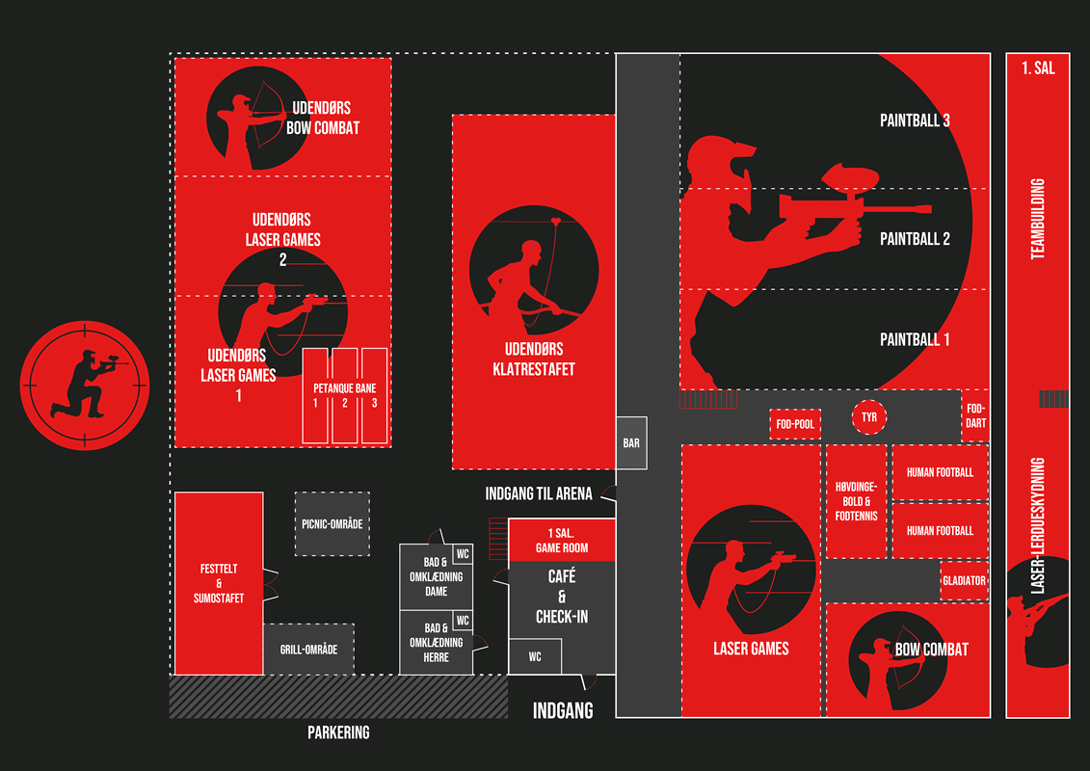 UDENDØRS
BOW COMBAT
UDENDØRS
LASER GAMES
2
UDENDØRS
LASER GAMES
1
PETANQUE BANE
1 2 3
UDENDØRS
KLATRESTAFET
PAINTBALL 3
PAINTBALL 2
PAINTBALL 1
1. SAL
TEAMBUILDING
LASER-LERDUESKYDNING
BAR
FOD-POOL
TYR
FOD-
DART
INDGANG TIL ARENA
HØVDINGE-
BOLD &
FODTENNIS
HUMAN FOOTBALL
HUMAN FOOTBALL
GLADIATOR
LASER GAMES
BOW COMBAT
FESTTELT
&
SUMOSTAFET
PICNIC-OMRÅDE
GRILL-OMRÅDE
WC
BAD &
OMKLÆDNING
DAME
WC
BAD &
OMKLÆDNING
HERRE
1 SAL.
GAME ROOM
CAFÉ
&
CHECK-IN
WC
INDGANG
PARKERING